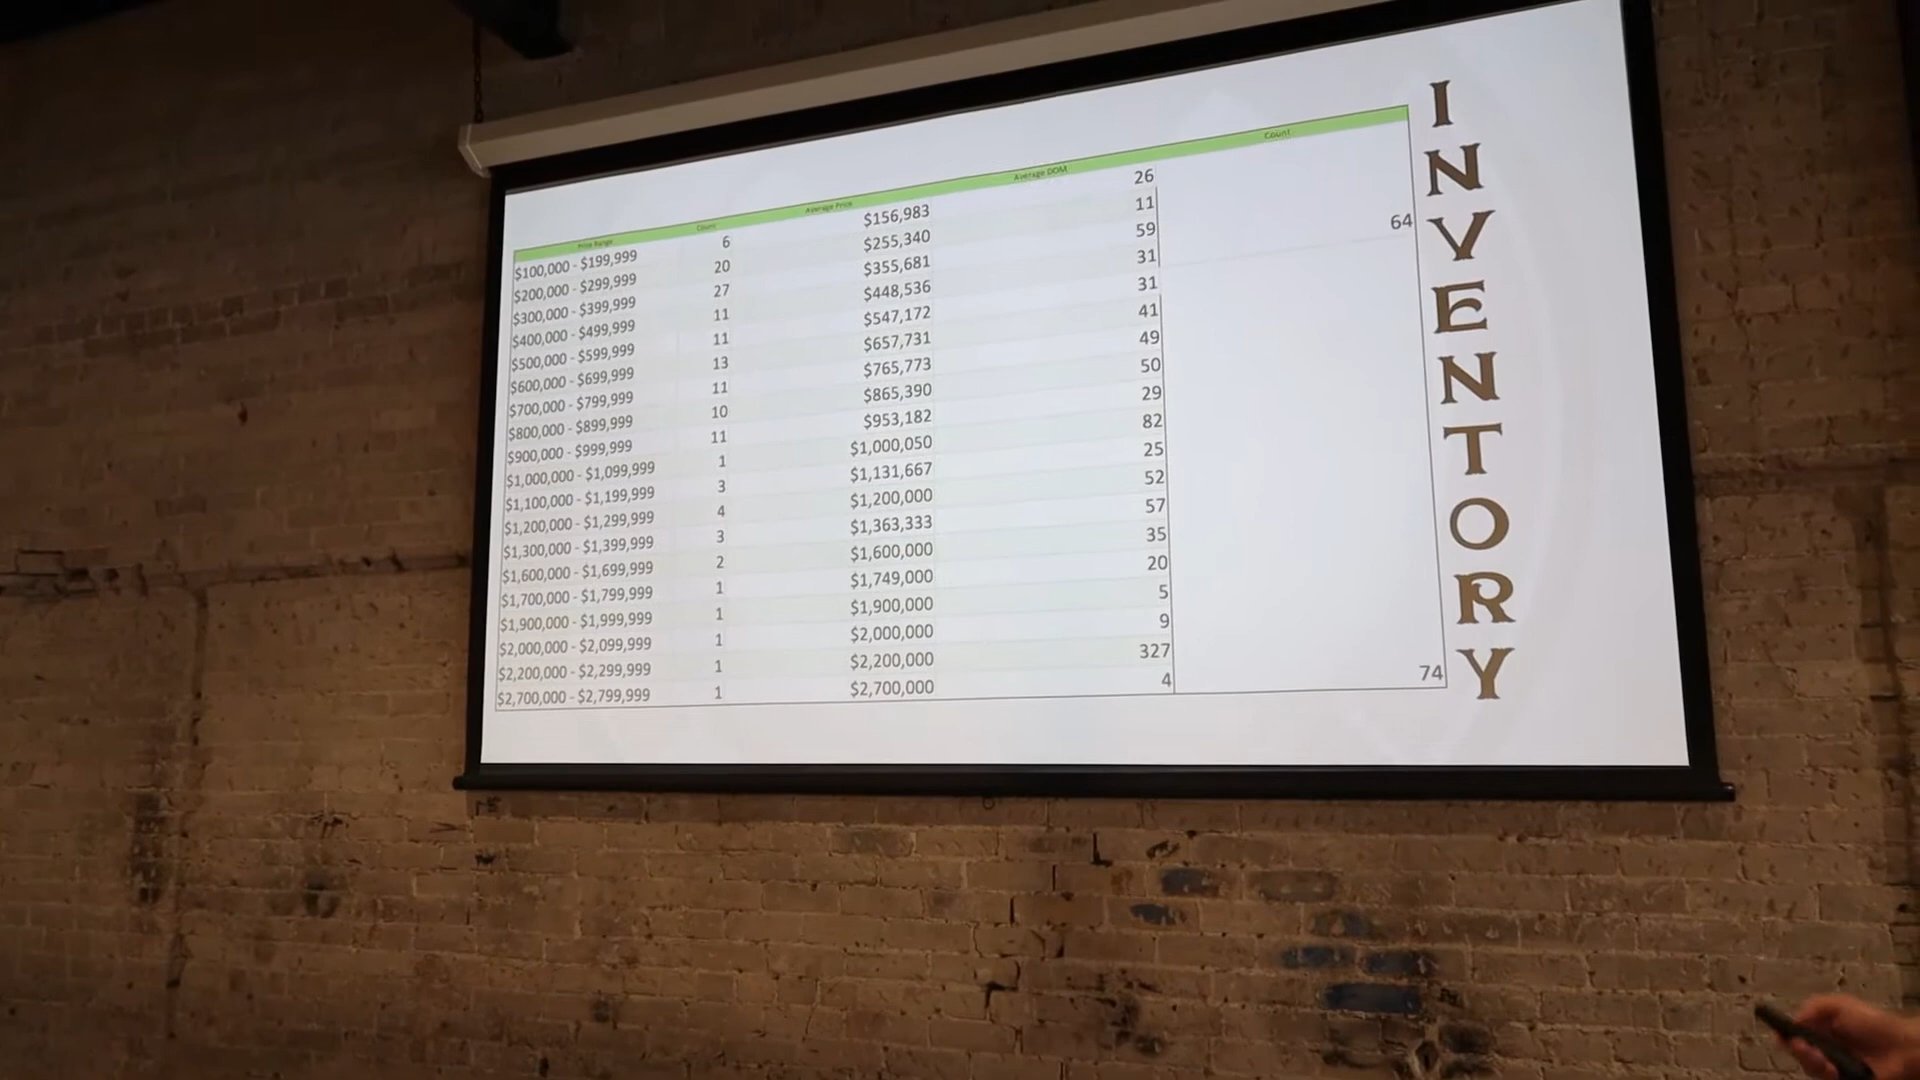 Price Range Count Average Price Average DOM Count
$100,000 - $199,999 6 $156,983 26
$200,000 - $299,999 20 $255,340 11
$300,000 - $399,999 27 $355,681 59
$400,000 - $499,999 11 $448,536 31 64
$500,000 - $599,999 11 $547,172 31
$600,000 - $699,999 13 $657,731 41
$700,000 - $799,999 11 $765,773 49
$800,000 - $899,999 10 $865,390 50
$900,000 - $999,999 11 $953,182 29
$1,000,000 - $1,099,999 1 $1,000,050 82
$1,100,000 - $1,199,999 3 $1,131,667 25
$1,200,000 - $1,299,999 4 $1,200,000 52
$1,300,000 - $1,399,999 3 $1,363,333 57
$1,600,000 - $1,699,999 2 $1,600,000 35
$1,700,000 - $1,799,999 1 $1,749,000 20
$1,900,000 - $1,999,999 1 $1,900,000 5
$2,000,000 - $2,099,999 1 $2,000,000 9
$2,200,000 - $2,299,999 1 $2,200,000 327
$2,700,000 - $2,799,999 1 $2,700,000 4 74
INVENTORY